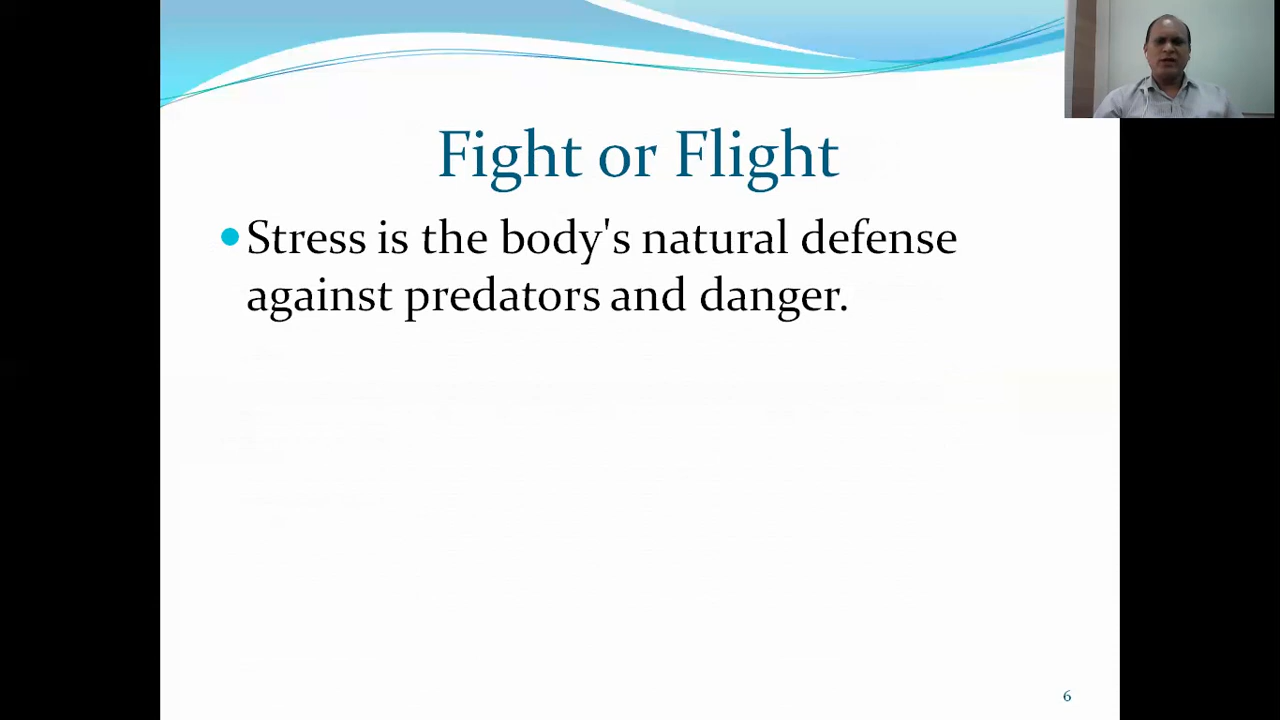 Fight or Flight
Stress is the body's natural defense
against predators and danger.
6